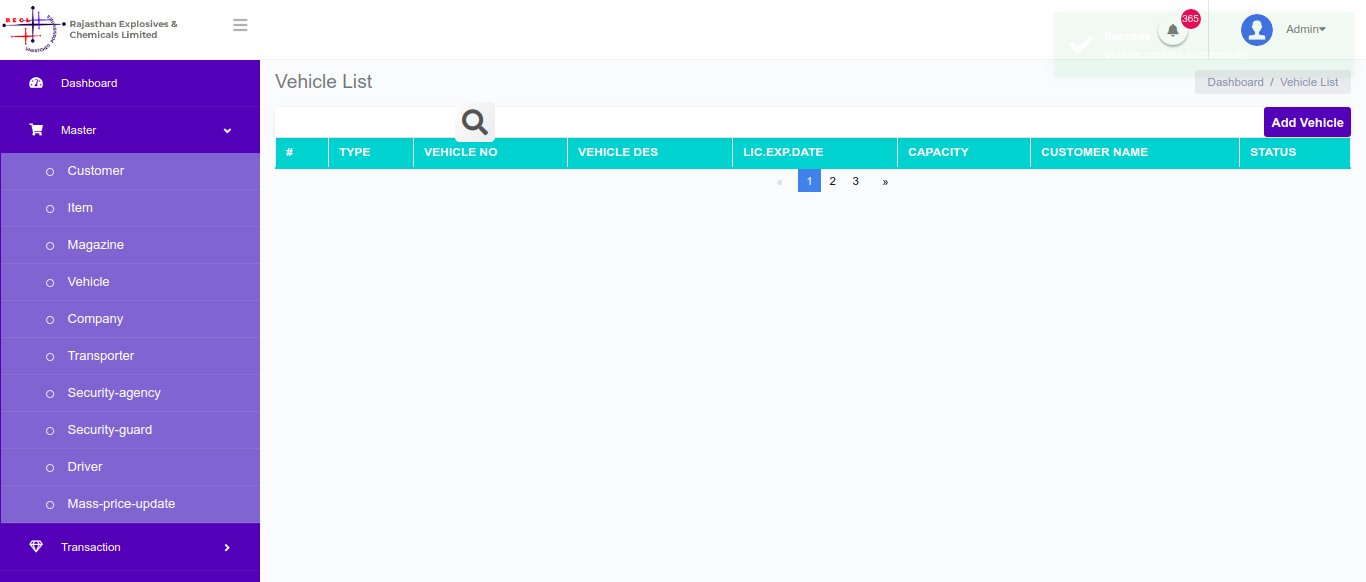 RECL
Rajasthan Explosives &
Chemicals Limited
365
Admin
Success
Vehicle created successfully
Dashboard
Master
Customer
Item
Magazine
Vehicle
Company
Transporter
Security-agency
Security-guard
Driver
Mass-price-update
Transaction
Vehicle List
Dashboard / Vehicle List
Add Vehicle
# TYPE VEHICLE NO VEHICLE DES LIC.EXP.DATE CAPACITY CUSTOMER NAME STATUS
« 1 2 3 »